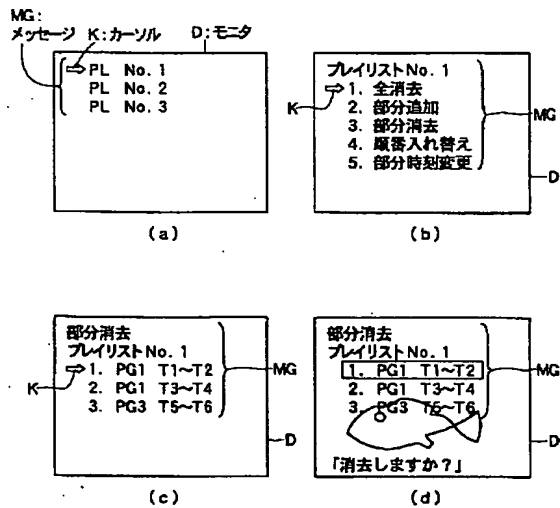 MG:
メッセージ K:カーソル D:モニタ
PL No. 1
PL No. 2
PL No. 3
(a)
プレイリストNo. 1
K
1. 全消去
2. 部分追加
3. 部分消去
4. 順番入れ替え
5. 部分時刻変更
MG
D
(b)
部分消去
プレイリストNo. 1
K
1. PG1 T1〜T2
2. PG1 T3〜T4
3. PG3 T5〜T6
MG
D
(c)
部分消去
プレイリストNo. 1
1. PG1 T1〜T2
2. PG1 T3〜T4
3. PG3 T5〜T6
MG
D
「消去しますか?」
(d)